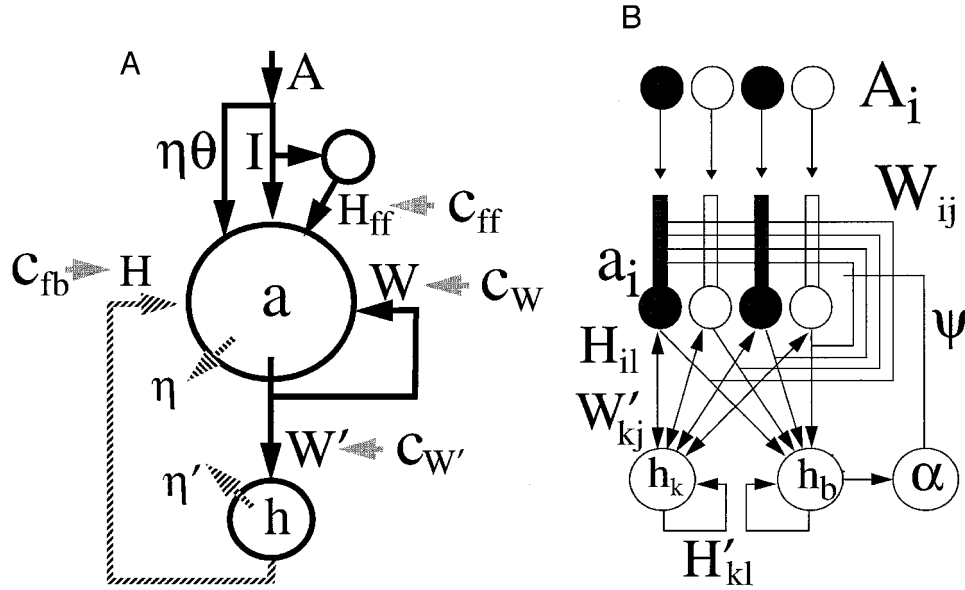 A
A
ηθ
I
H_ff
c_ff
c_fb
H
a
W
c_W
η
W'
c_W'
η'
h
B
A_i
W_ij
a_i
H_il
ψ
W'_kj
h_k
h_b
α
H'_kl